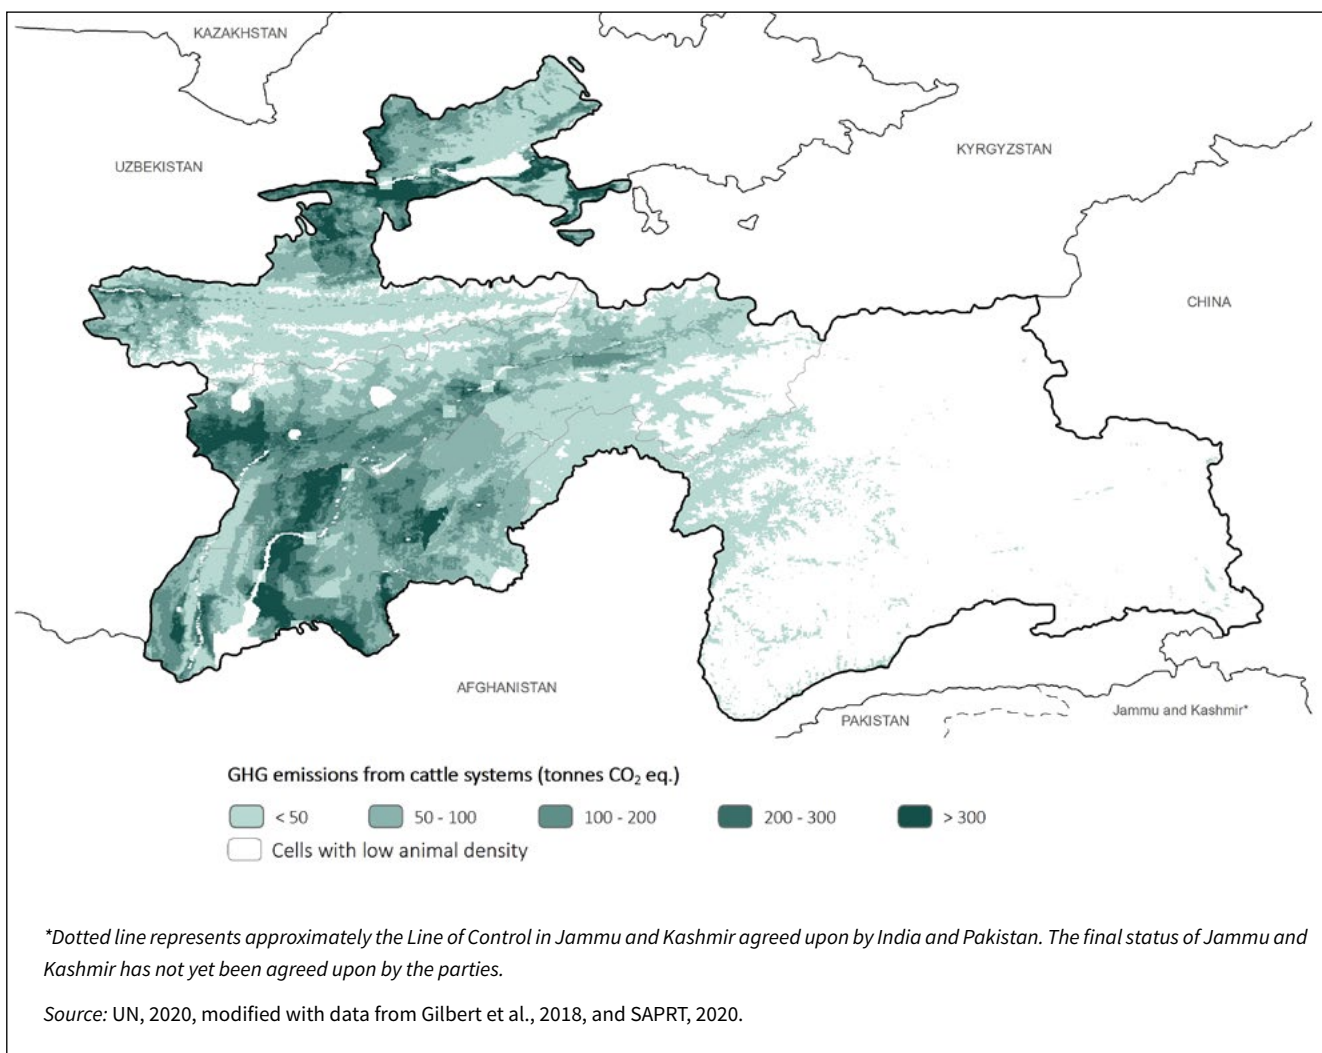 KAZAKHSTAN
UZBEKISTAN
KYRGYZSTAN
CHINA
AFGHANISTAN
PAKISTAN
Jammu and Kashmir*
GHG emissions from cattle systems (tonnes CO₂ eq.)
< 50
50 - 100
100 - 200
200 - 300
> 300
Cells with low animal density
*Dotted line represents approximately the Line of Control in Jammu and Kashmir agreed upon by India and Pakistan. The final status of Jammu and
Kashmir has not yet been agreed upon by the parties.
Source: UN, 2020, modified with data from Gilbert et al., 2018, and SAPRT, 2020.